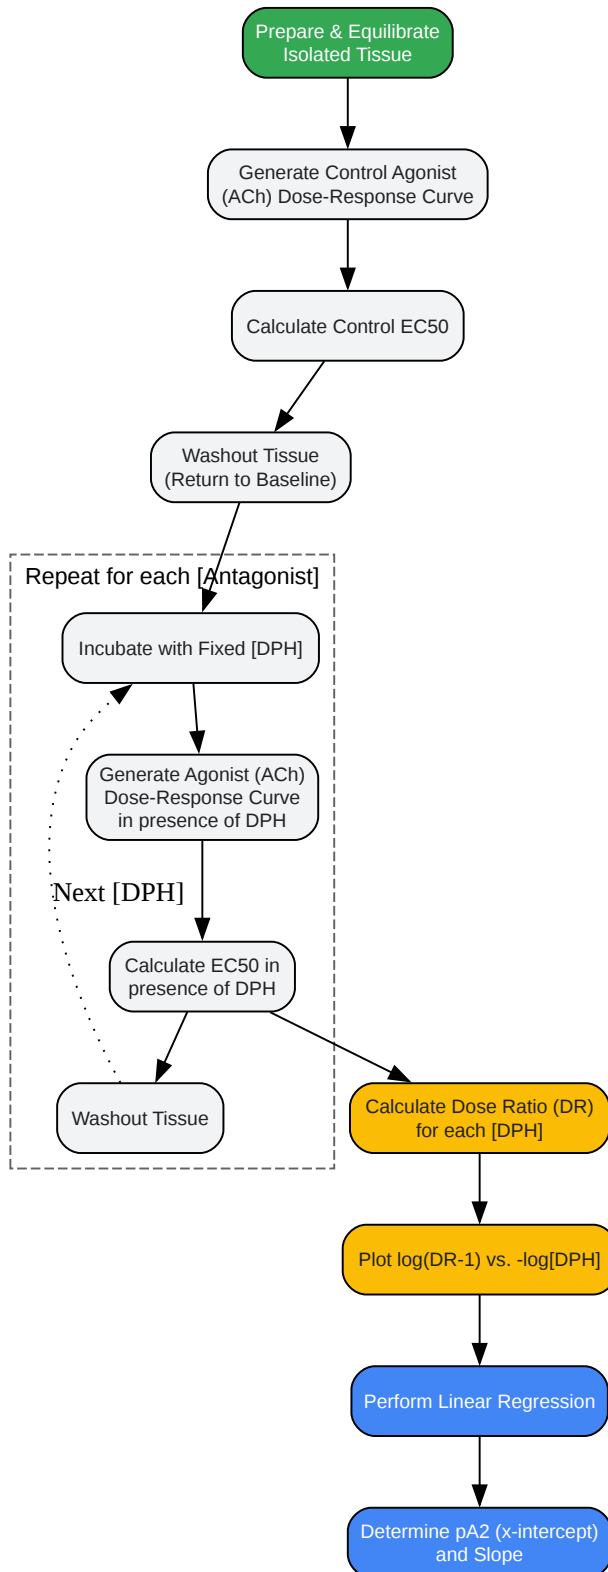 Prepare & Equilibrate
Isolated Tissue
Generate Control Agonist
(ACh) Dose-Response Curve
Calculate Control EC50
Washout Tissue
(Return to Baseline)
Repeat for each [Antagonist]
Incubate with Fixed [DPH]
Generate Agonist (ACh)
Dose-Response Curve
in presence of DPH
Next [DPH]
Calculate EC50 in
presence of DPH
Washout Tissue
Calculate Dose Ratio (DR)
for each [DPH]
Plot log(DR-1) vs. -log[DPH]
Perform Linear Regression
Determine pA2 (x-intercept)
and Slope